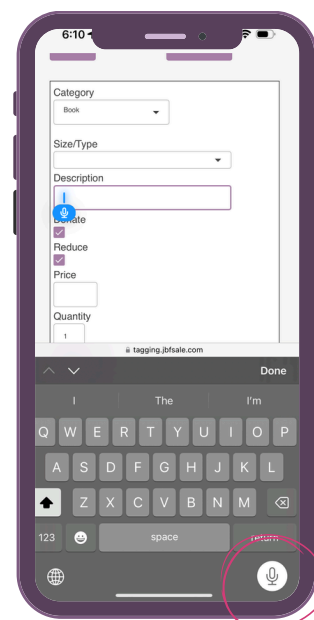 6:10
Category
Book
Size/Type
Description
Donate
Reduce
Price
Quantity
1
tagging.jbfsale.com
Done
I The I'm
Q W E R T Y U I O P
A S D F G H J K L
Z X C V B N M
123 space return